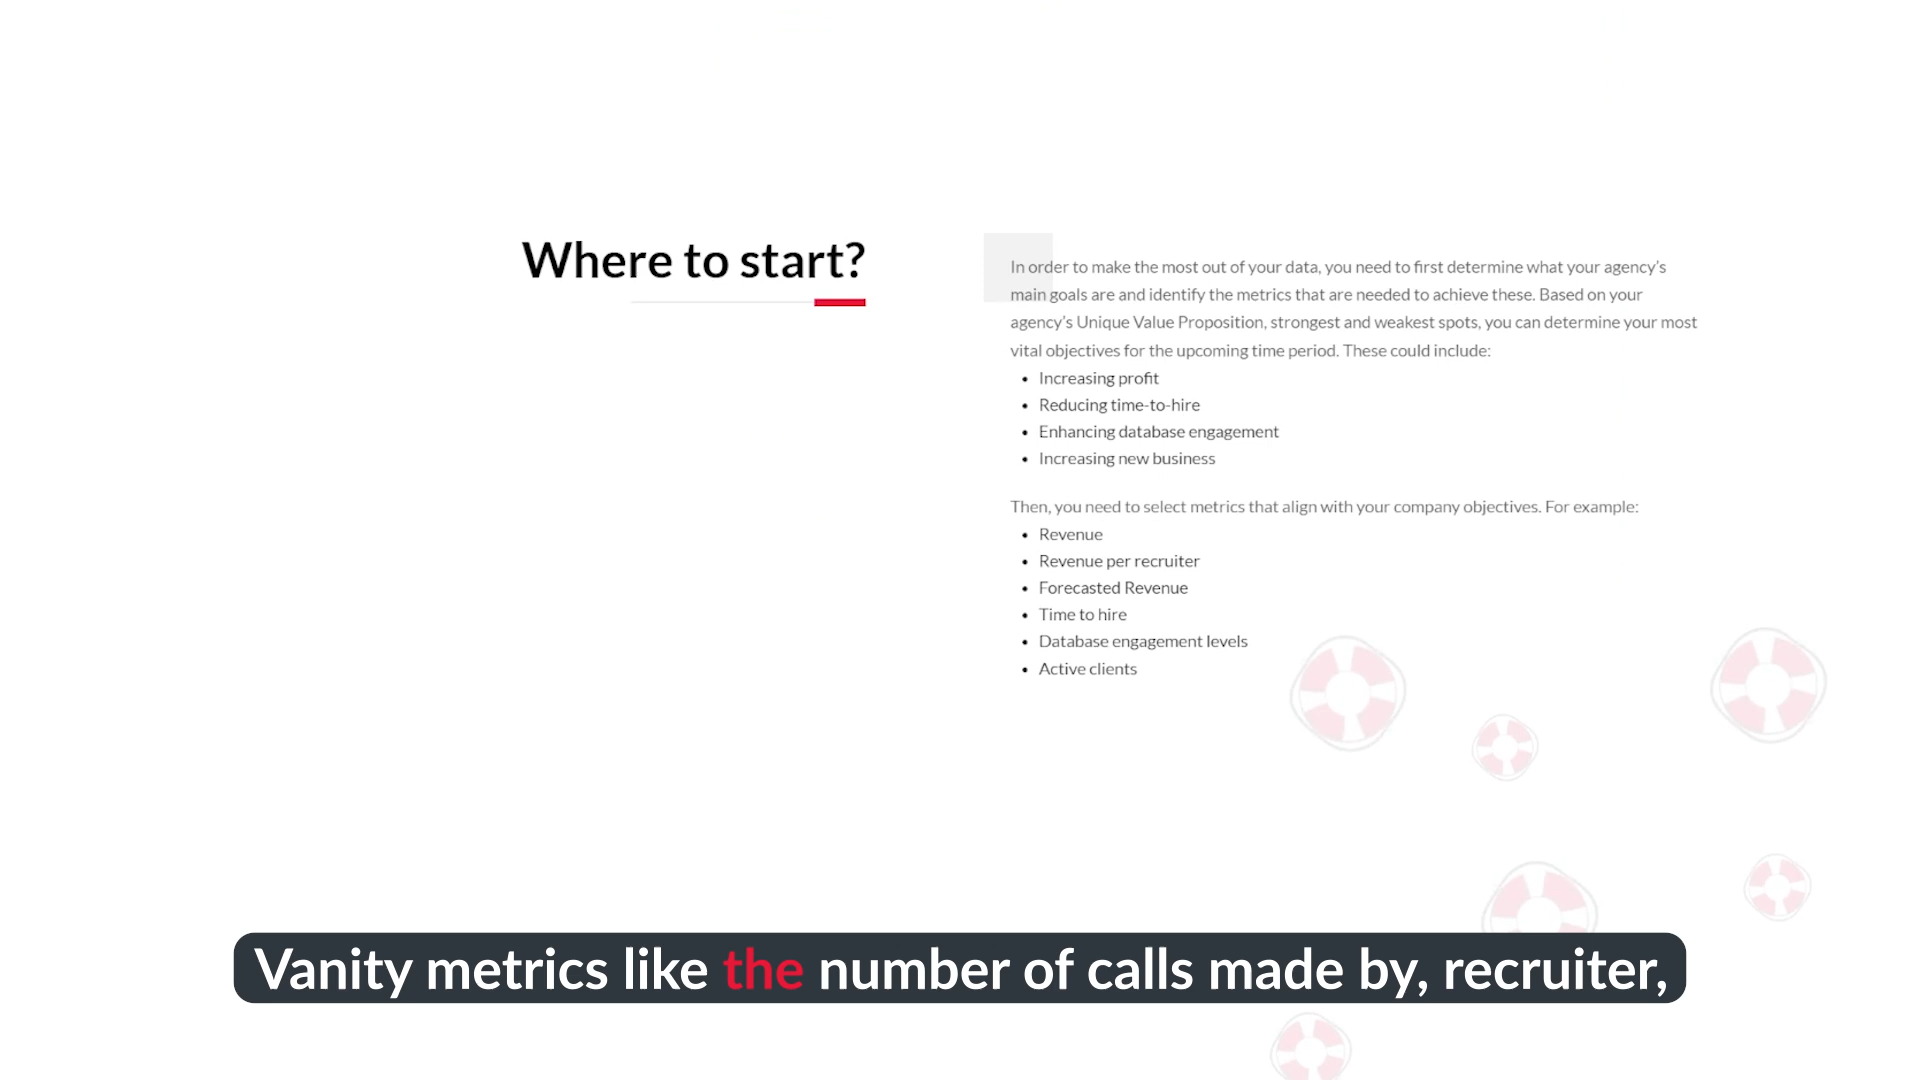 Where to start?
In order to make the most out of your data, you need to first determine what your agency’s
main goals are and identify the metrics that are needed to achieve these. Based on your
agency’s Unique Value Proposition, strongest and weakest spots, you can determine your most
vital objectives for the upcoming time period. These could include:
• Increasing profit
• Reducing time-to-hire
• Enhancing database engagement
• Increasing new business
Then, you need to select metrics that align with your company objectives. For example:
• Revenue
• Revenue per recruiter
• Forecasted Revenue
• Time to hire
• Database engagement levels
• Active clients
Vanity metrics like the number of calls made by, recruiter,